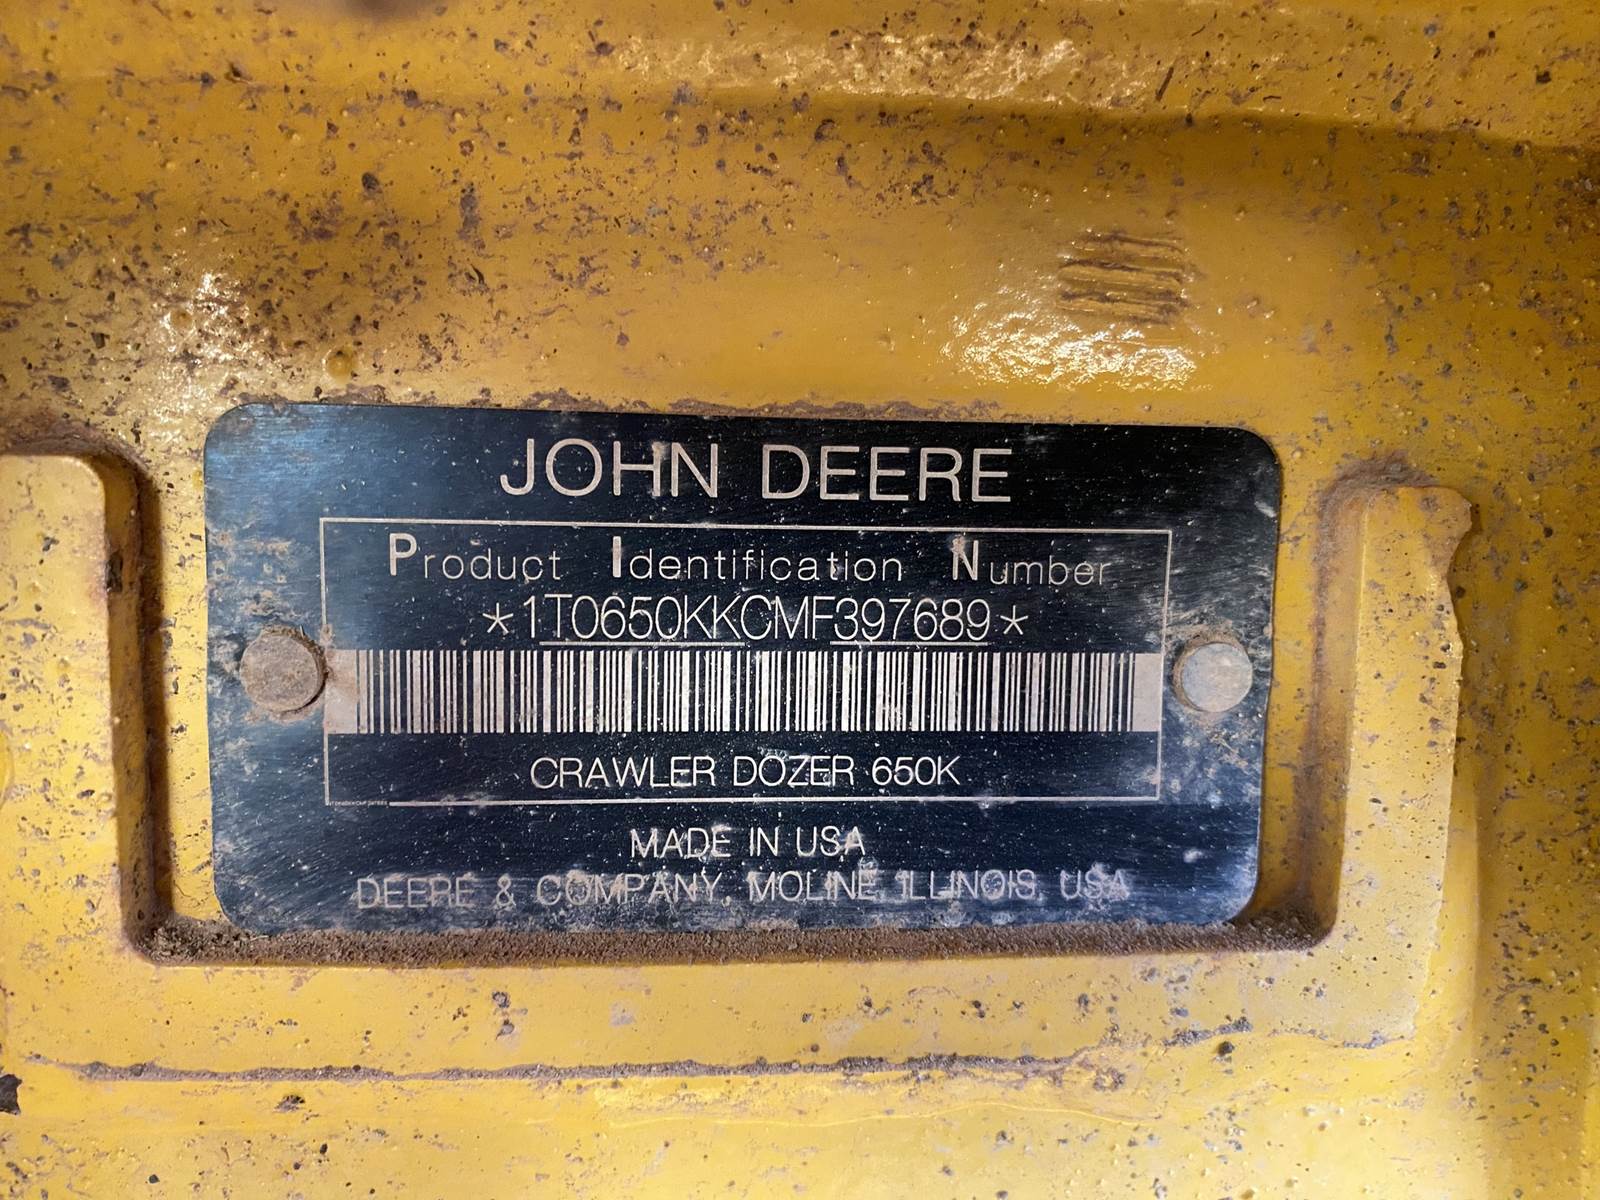 JOHN DEERE
Product Identification Number
*1T0650KKCMF397689*
CRAWLER DOZER 650K
MADE IN USA
DEERE & COMPANY, MOLINE, ILLINOIS, USA